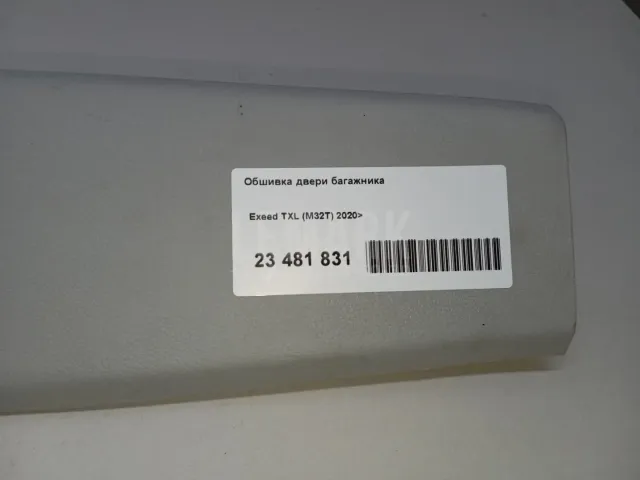 Обшивка двери багажника
Exeed TXL (M32T) 2020>
23 481 831